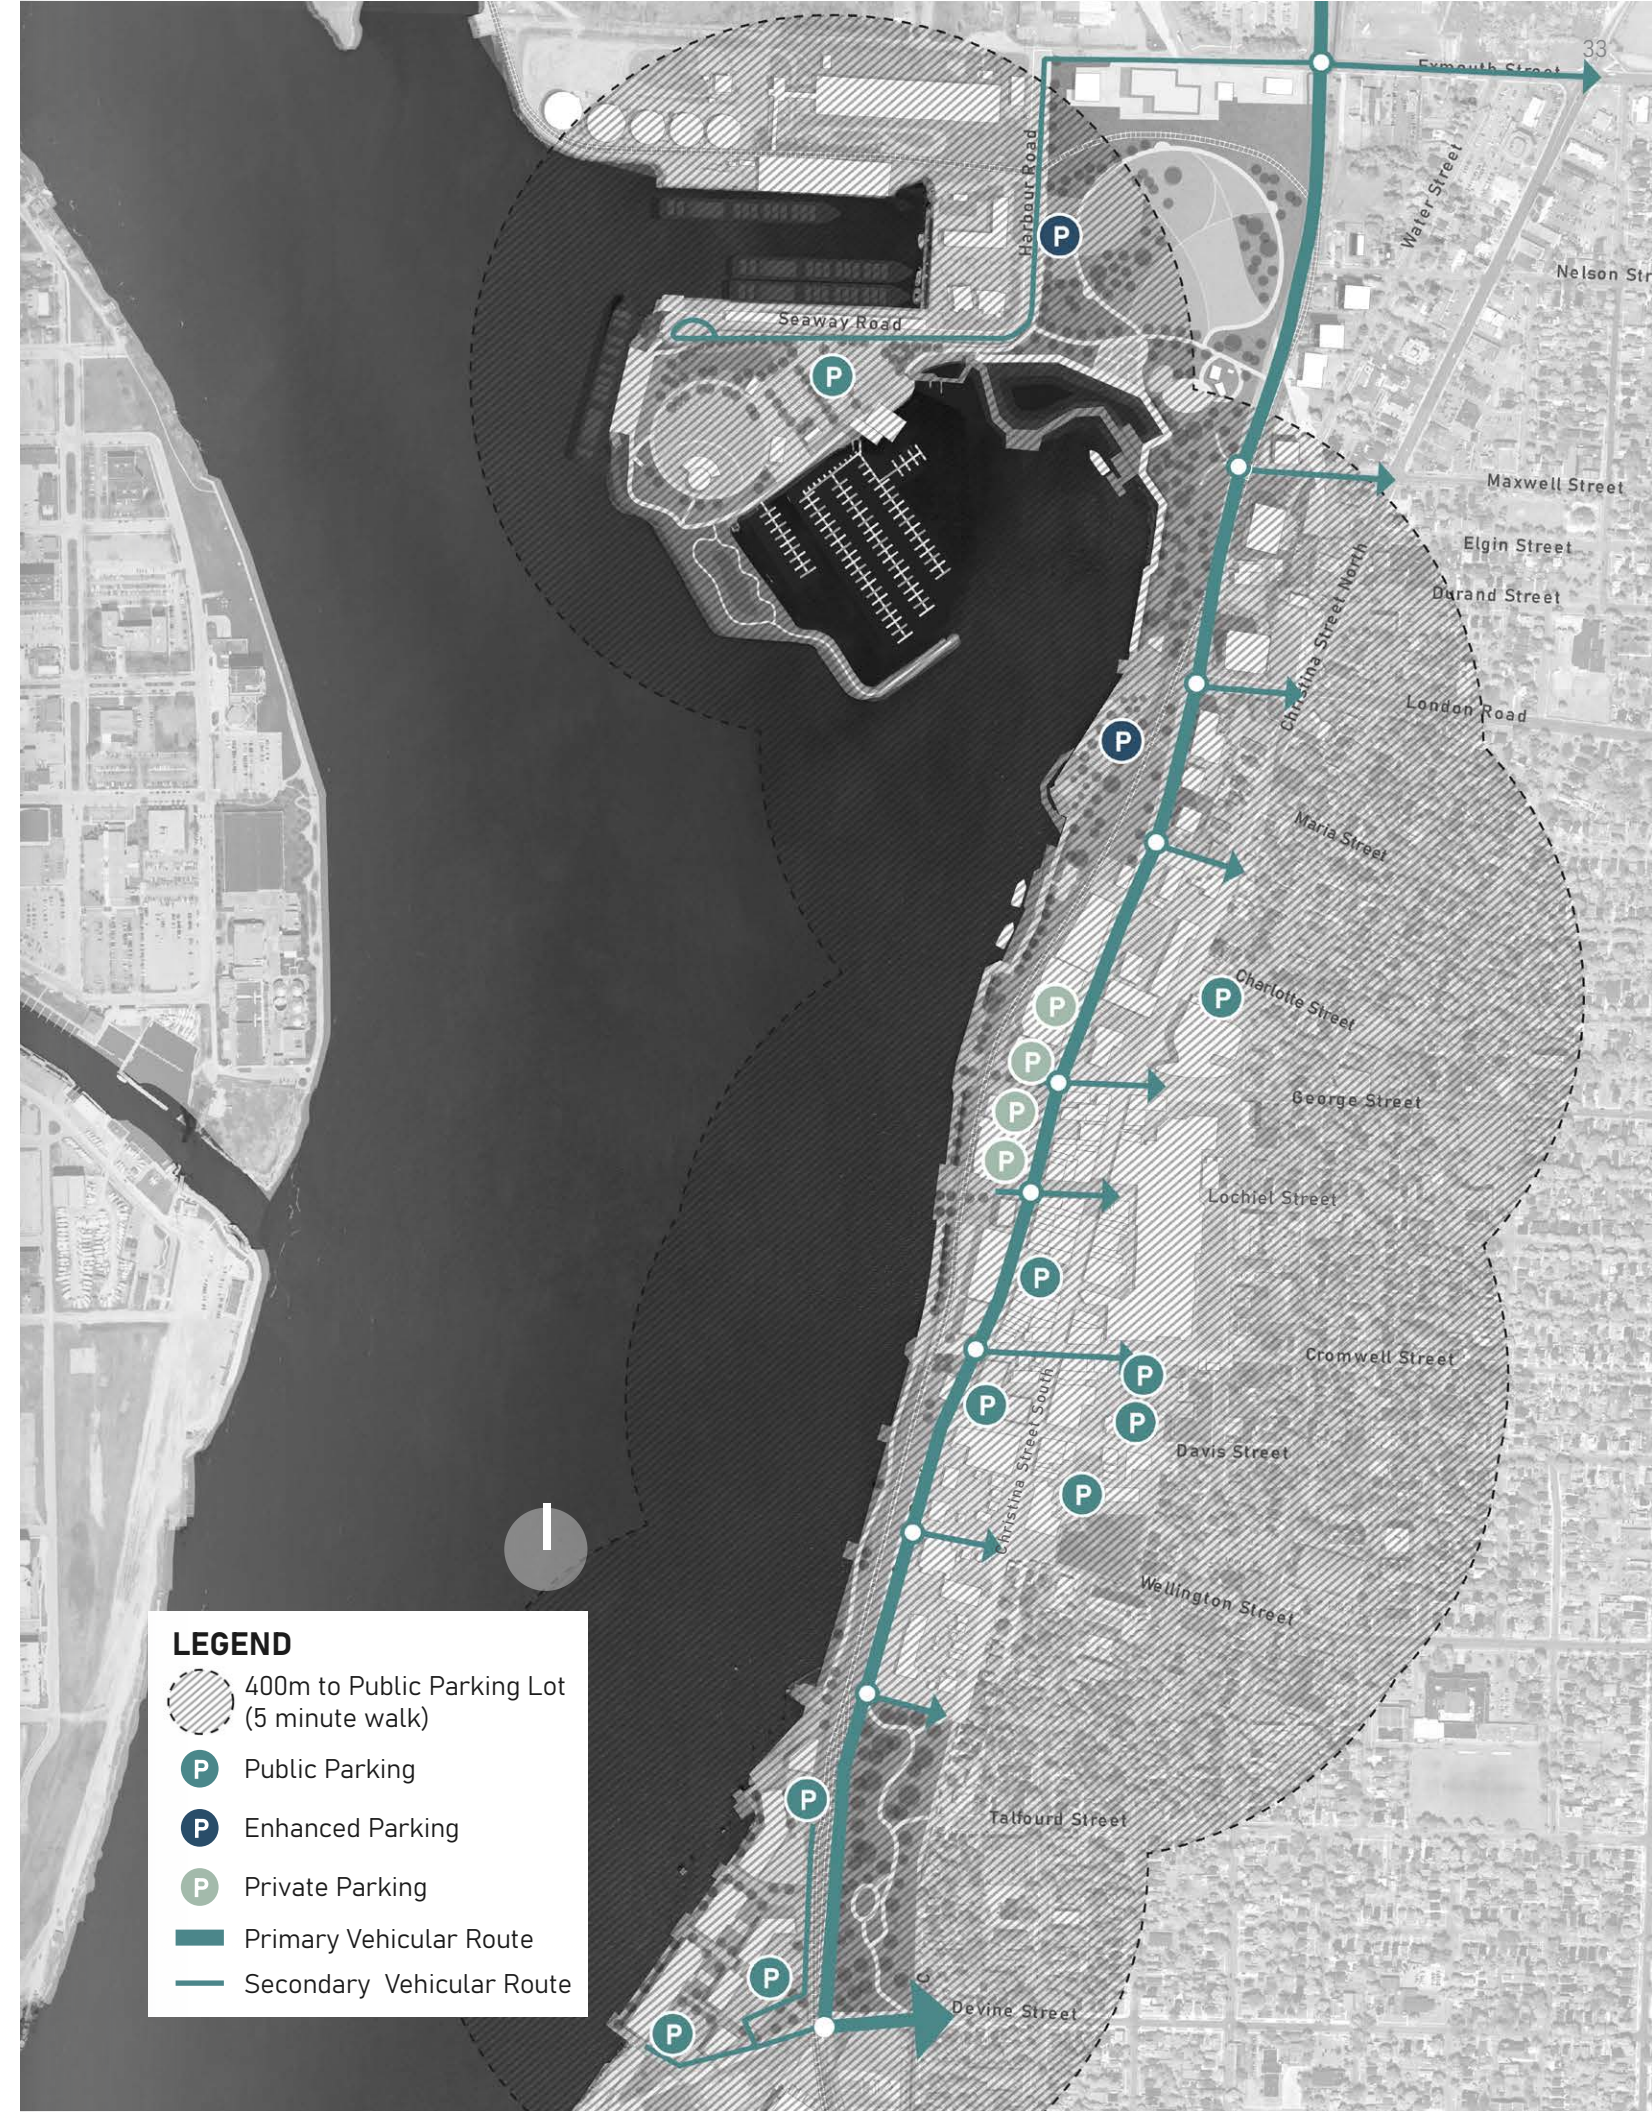 33
Exmouth Street
Harbour Road
Water Street
P
Nelson Str
Seaway Road
P
Maxwell Street
Elgin Street
Durand Street
Christina Street North
London Road
P
Maria Street
P
Charlotte Street
P
P
George Street
P
P
Lochiel Street
P
Cromwell Street
P
P
P
Christina Street South
Davis Street
P
Wellington Street
LEGEND
400m to Public Parking Lot
(5 minute walk)
P Public Parking
P Enhanced Parking
P Private Parking
Primary Vehicular Route
Secondary Vehicular Route
P
Talfourd Street
P
C
Devine Street
P